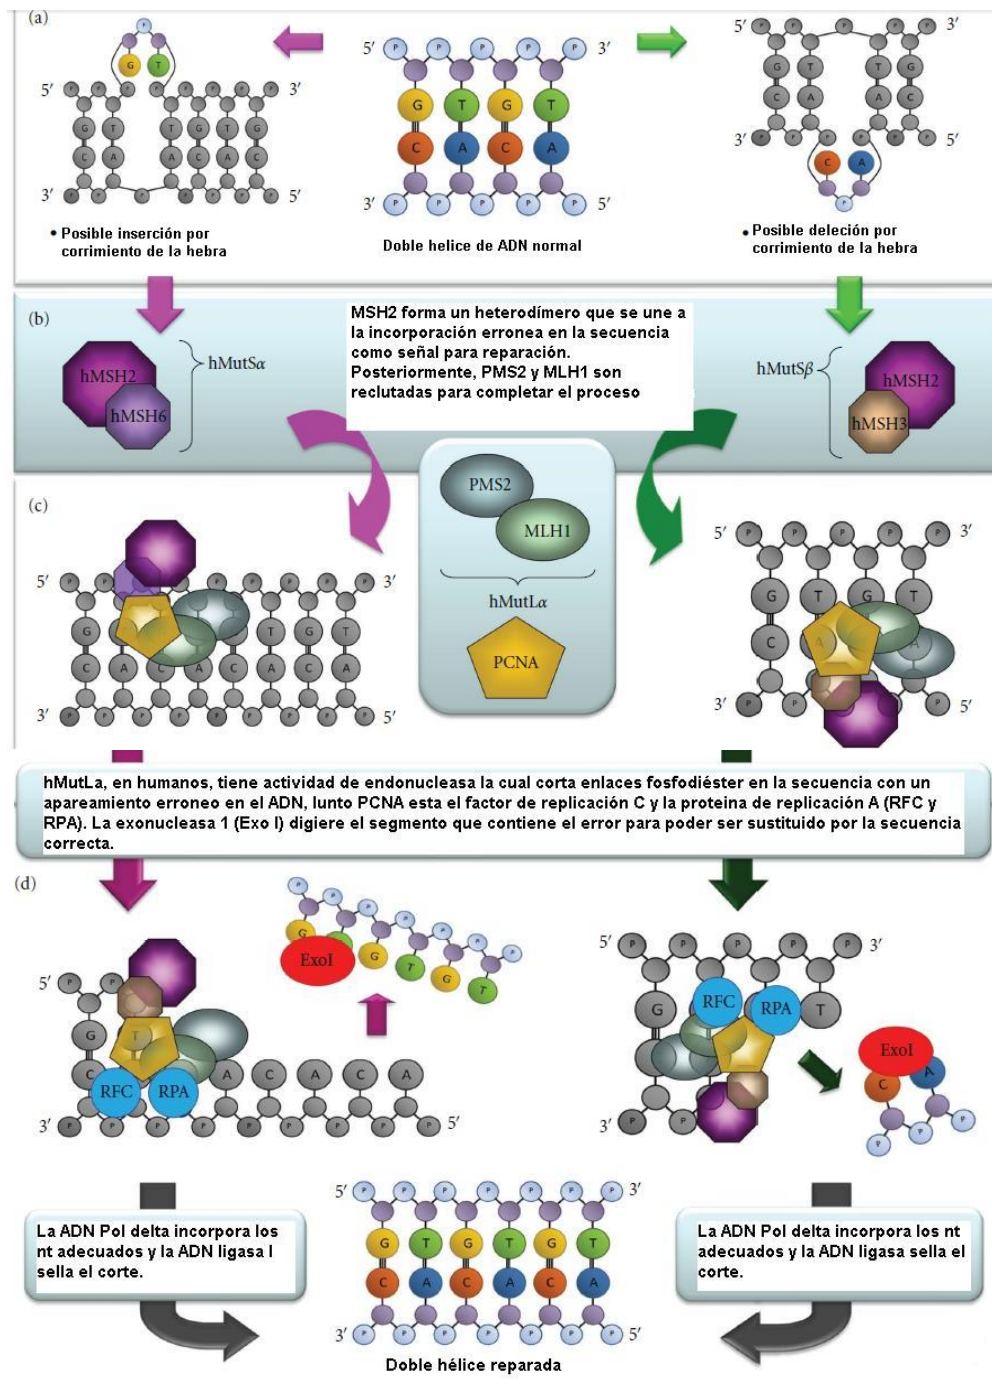 (a)
P
G T
5′ P P P P P P P 3′
G T T G T G
C A A C A C
3′ P P P P P P P P 5′
• Posible inserción por
corrimiento de la hebra
5′ P P P P P 3′
G T G T
C A C A
3′ P P P P P 5′
Doble helice de ADN normal
5′ P P P P P 3′
G T T G
C A A C
3′ P P P P 5′
C A
P
• Posible deleción por
corrimiento de la hebra
(b)
hMSH2
hMSH6
hMutSα
MSH2 forma un heterodímero que se une a
la incorporación erronea en la secuencia
como señal para reparación.
Posteriormente, PMS2 y MLH1 son
reclutadas para completar el proceso
hMutSβ
hMSH2
hMSH3
PMS2
MLH1
hMutLα
PCNA
(c)
5′ P P P P P P 3′
G T G T
C A C A C A C A
3′ P P P P P P P P P 5′
5′ P P P P P 3′
G T G T
C A A
3′ P P P 5′
hMutLa, en humanos, tiene actividad de endonucleasa la cual corta enlaces fosfodiéster en la secuencia con un
apareamiento erroneo en el ADN, lunto PCNA esta el factor de replicación C y la proteina de replicación A (RFC y
RPA). La exonucleasa 1 (Exo I) digiere el segmento que contiene el error para poder ser sustituido por la secuencia
correcta.
(d)
5′ P P
G T
C A C A C A
RFC RPA
3′ P P P P P P P P P 5′
P P P P P P P
G G T G T
ExoI
5′ P P P P P 3′
G T
RFC RPA
3′ P P 5′
ExoI
C A
P P P
La ADN Pol delta incorpora los
nt adecuados y la ADN ligasa I
sella el corte.
5′ P P P P P P P 3′
G T G T G T
C A C A C A
3′ P P P P P P P 5′
Doble hélice reparada
La ADN Pol delta incorpora los nt
adecuados y la ADN ligasa sella el
corte.